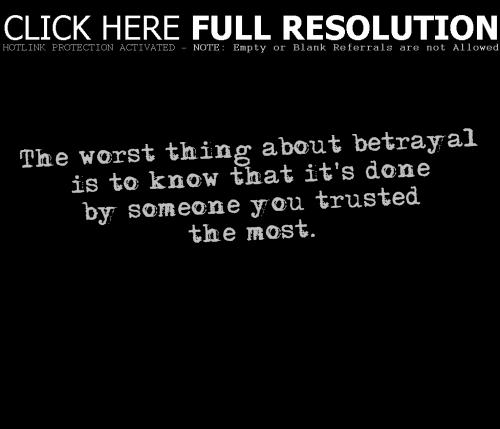 CLICK HERE FULL RESOLUTION
HOTLINK PROTECTION ACTIVATED - NOTE: Empty or Blank Referrals are not Allowed
The worst thing about betrayal
is to know that it's done
by someone you trusted
the most.